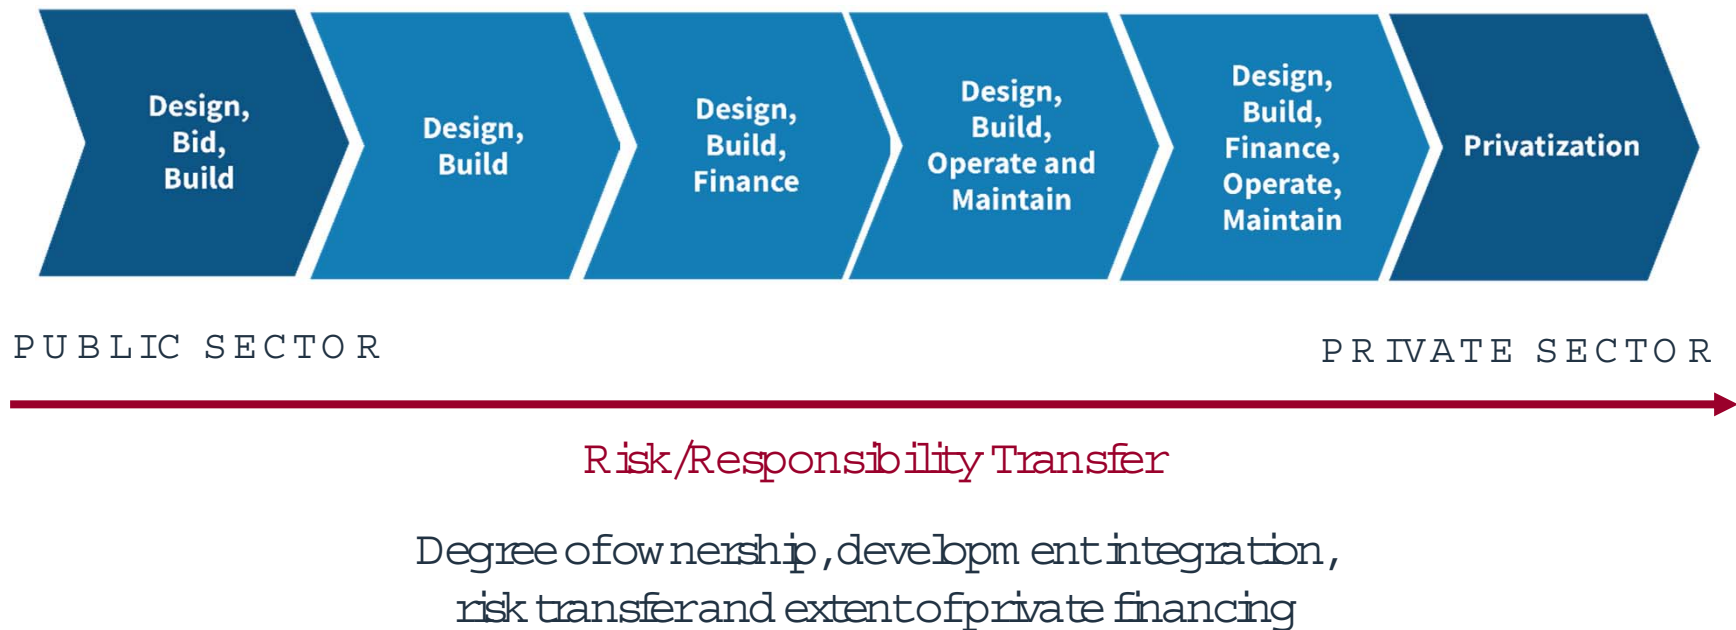 Design,
Bid,
Build
Design,
Build
Design,
Build,
Finance
Design,
Build,
Operate and
Maintain
Design,
Build,
Finance,
Operate,
Maintain
Privatization
PUBLIC SECTOR
PRIVATE SECTOR
Risk/Responsibility Transfer
Degree of ownership, development integration,
risk transfer and extent of private financing